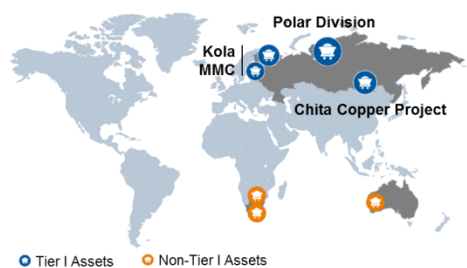 Polar Division
Kola
MMC
Chita Copper Project
Tier I Assets
Non-Tier I Assets